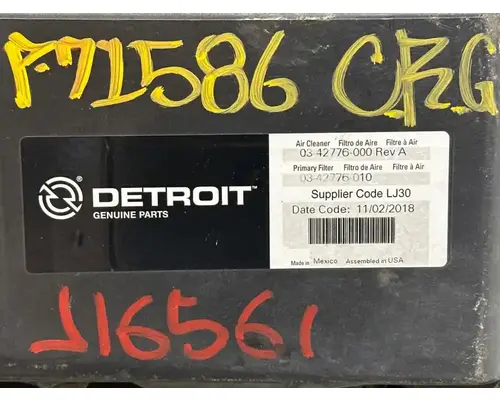 F71586 CRG
Air Cleaner Filtro de Aire Filtre à Air
03-42776-000 Rev A
Primary Filter Filtro de Aire Filtre à Air
03-42776-010
DETROIT™
GENUINE PARTS
Supplier Code LJ30
Date Code: 11/02/2018
Made in Mexico Assembled in USA
J16561